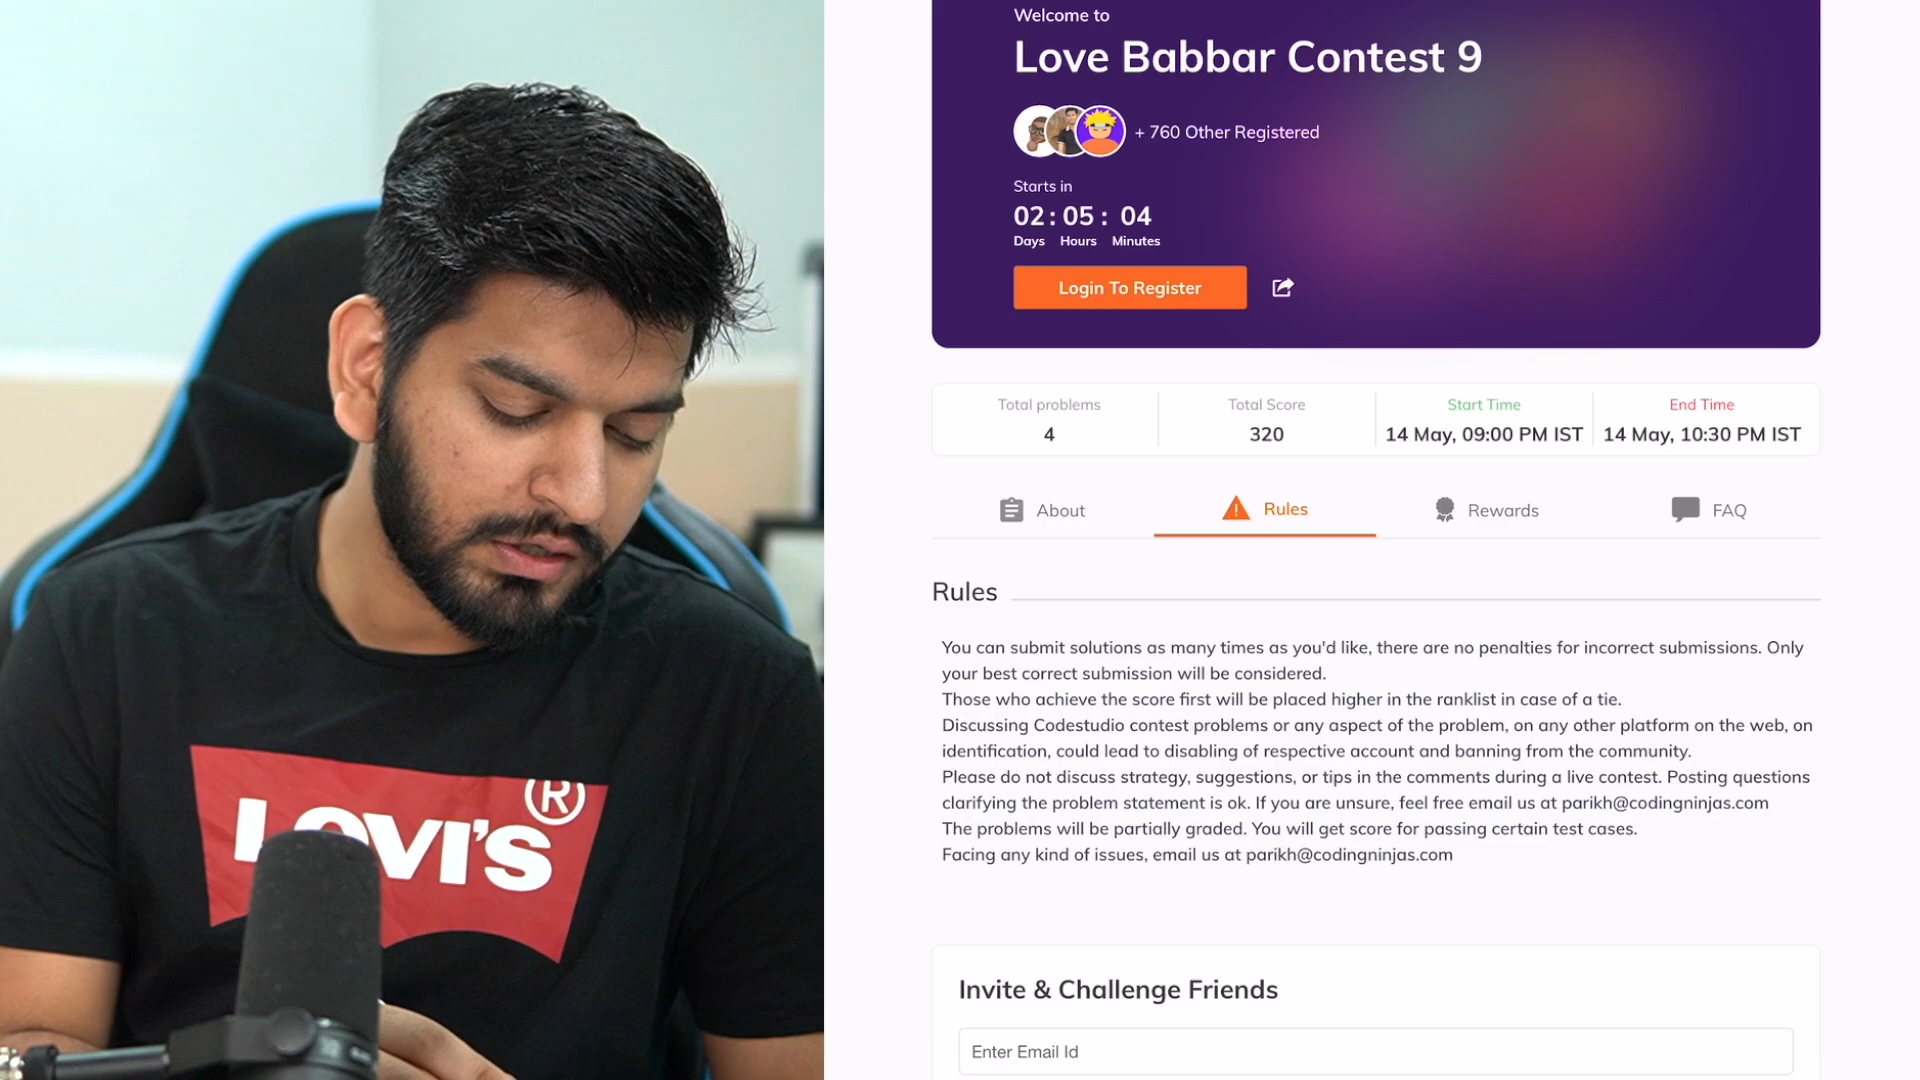 Welcome to
Love Babbar Contest 9
+ 760 Other Registered
Starts in
02 : 05 : 04
Days Hours Minutes
Login To Register
Total problems
4
Total Score
320
Start Time
14 May, 09:00 PM IST
End Time
14 May, 10:30 PM IST
About
Rules
Rewards
FAQ
Rules
You can submit solutions as many times as you'd like, there are no penalties for incorrect submissions. Only
your best correct submission will be considered.
Those who achieve the score first will be placed higher in the ranklist in case of a tie.
Discussing Codestudio contest problems or any aspect of the problem, on any other platform on the web, on
identification, could lead to disabling of respective account and banning from the community.
Please do not discuss strategy, suggestions, or tips in the comments during a live contest. Posting questions
clarifying the problem statement is ok. If you are unsure, feel free email us at parikh@codingninjas.com
The problems will be partially graded. You will get score for passing certain test cases.
Facing any kind of issues, email us at parikh@codingninjas.com
Invite & Challenge Friends
Enter Email Id
LOVI'S ®